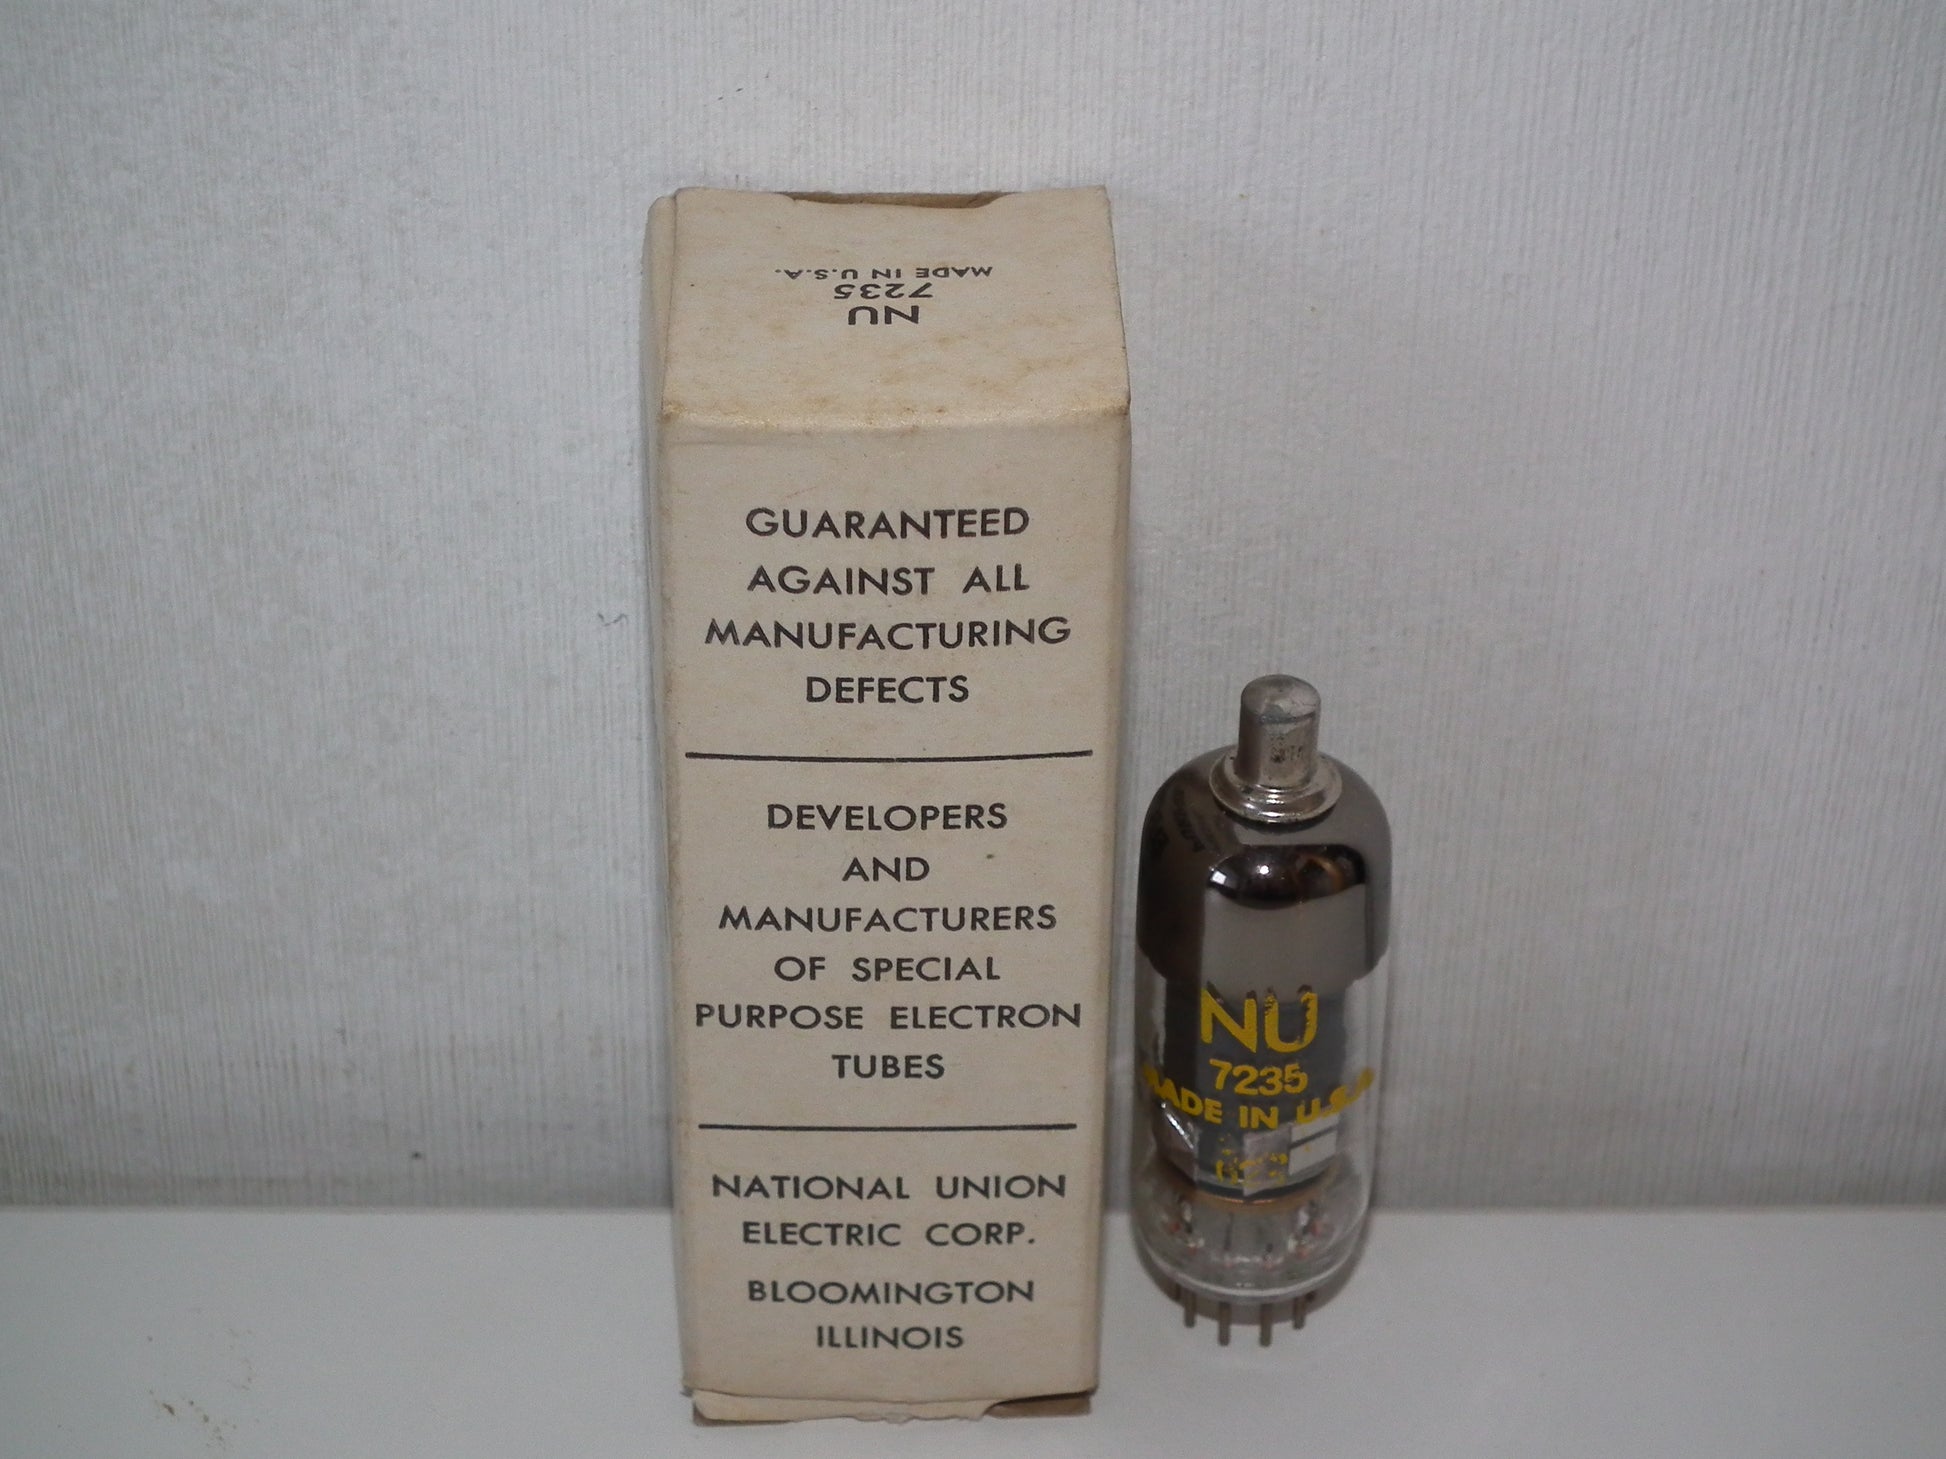 NU
7235
MADE IN U.S.A.
GUARANTEED
AGAINST ALL
MANUFACTURING
DEFECTS
DEVELOPERS
AND
MANUFACTURERS
OF SPECIAL
PURPOSE ELECTRON
TUBES
NATIONAL UNION
ELECTRIC CORP.
BLOOMINGTON
ILLINOIS
NU
7235
MADE IN U.S.A.